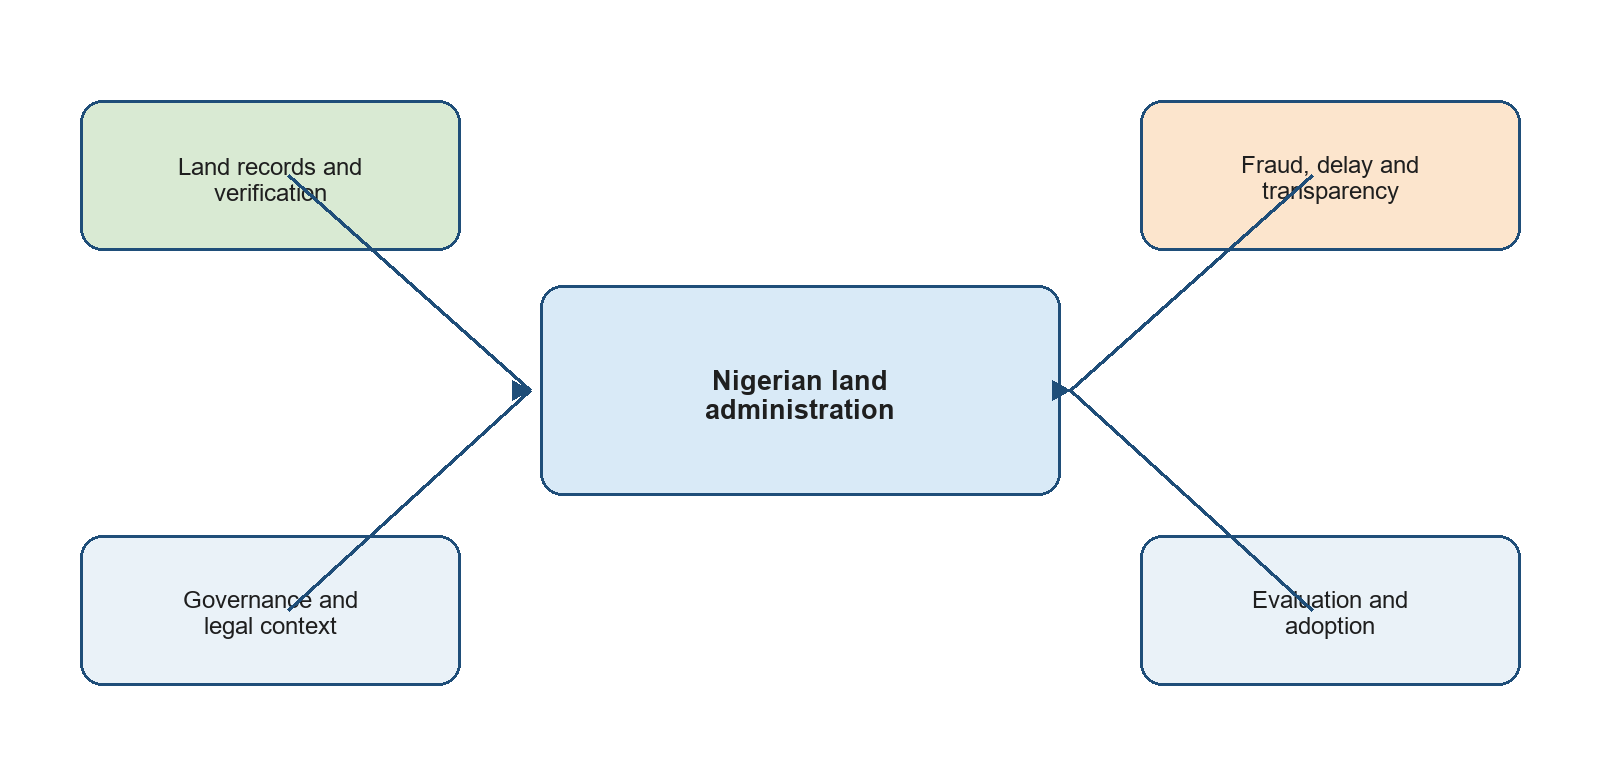 Land records and
verification
Fraud, delay and
transparency
Nigerian land
administration
Governance and
legal context
Evaluation and
adoption